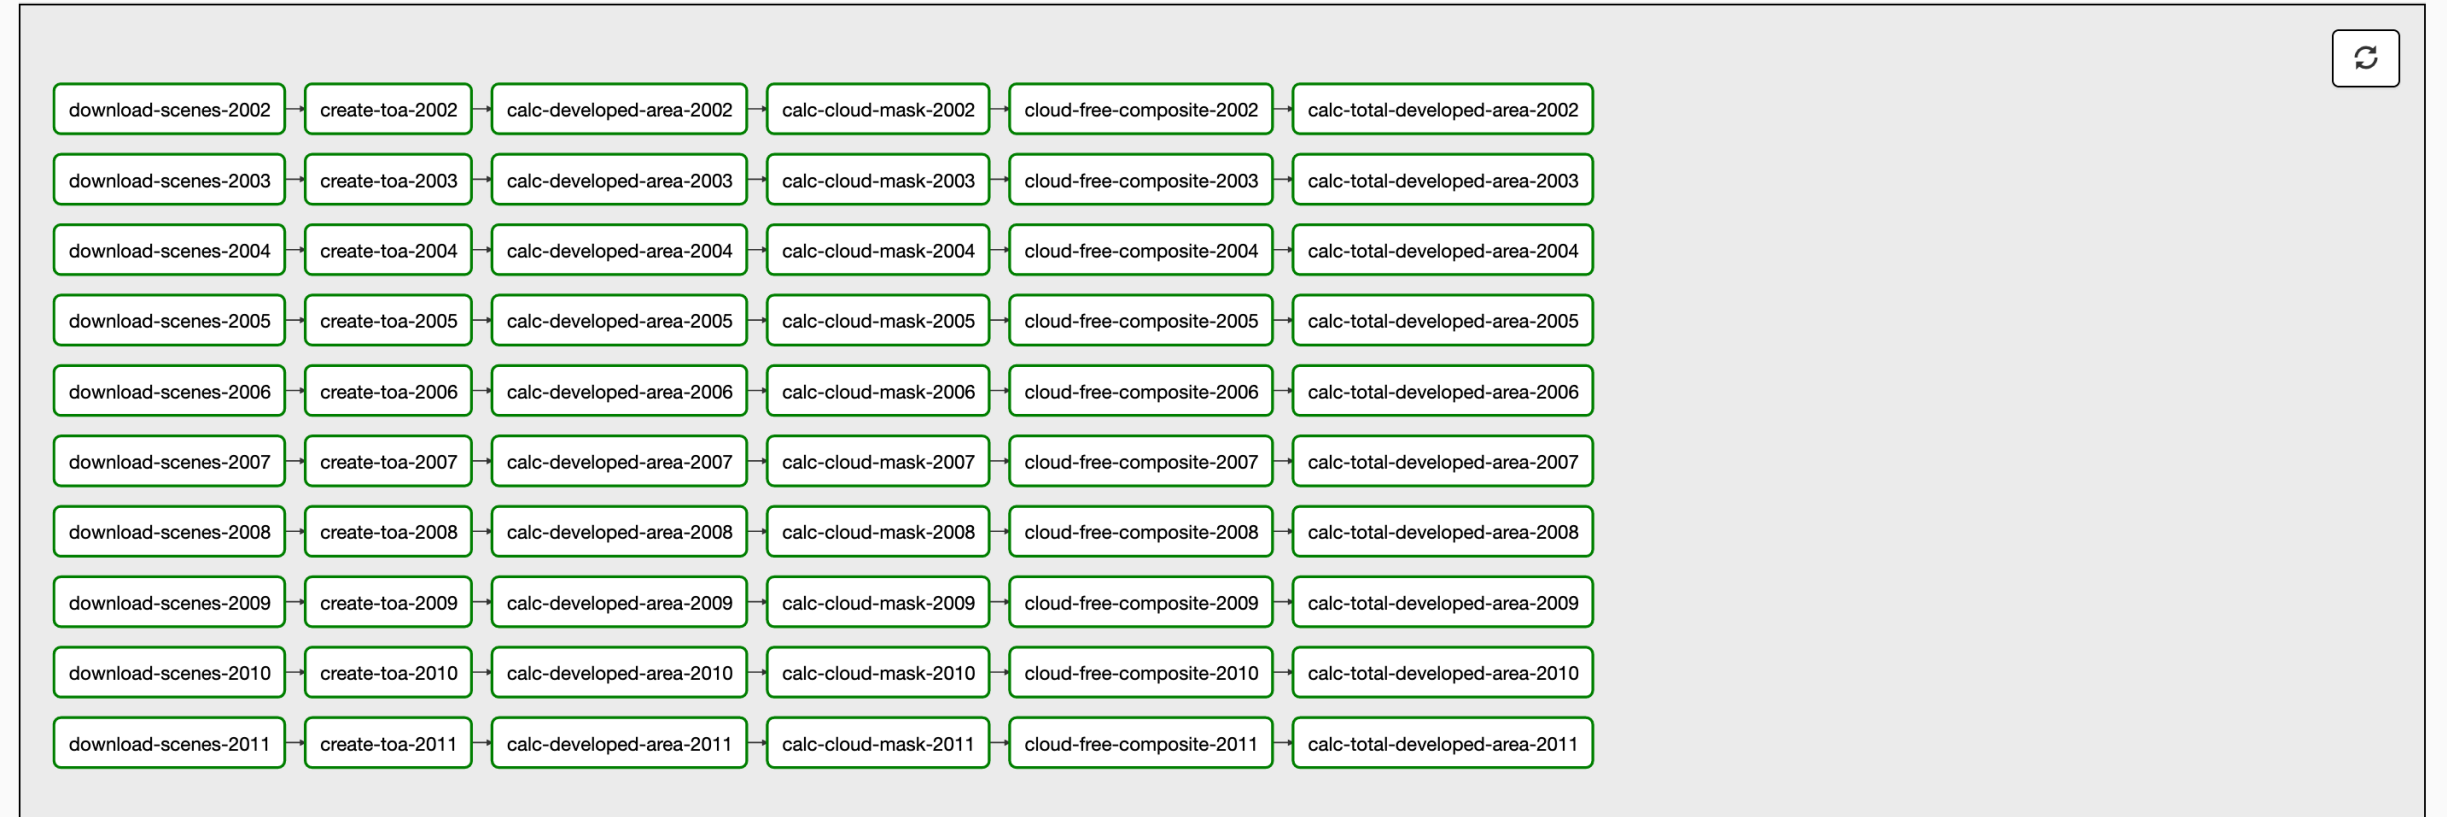 download-scenes-2002 create-toa-2002 calc-developed-area-2002 calc-cloud-mask-2002 cloud-free-composite-2002 calc-total-developed-area-2002
download-scenes-2003 create-toa-2003 calc-developed-area-2003 calc-cloud-mask-2003 cloud-free-composite-2003 calc-total-developed-area-2003
download-scenes-2004 create-toa-2004 calc-developed-area-2004 calc-cloud-mask-2004 cloud-free-composite-2004 calc-total-developed-area-2004
download-scenes-2005 create-toa-2005 calc-developed-area-2005 calc-cloud-mask-2005 cloud-free-composite-2005 calc-total-developed-area-2005
download-scenes-2006 create-toa-2006 calc-developed-area-2006 calc-cloud-mask-2006 cloud-free-composite-2006 calc-total-developed-area-2006
download-scenes-2007 create-toa-2007 calc-developed-area-2007 calc-cloud-mask-2007 cloud-free-composite-2007 calc-total-developed-area-2007
download-scenes-2008 create-toa-2008 calc-developed-area-2008 calc-cloud-mask-2008 cloud-free-composite-2008 calc-total-developed-area-2008
download-scenes-2009 create-toa-2009 calc-developed-area-2009 calc-cloud-mask-2009 cloud-free-composite-2009 calc-total-developed-area-2009
download-scenes-2010 create-toa-2010 calc-developed-area-2010 calc-cloud-mask-2010 cloud-free-composite-2010 calc-total-developed-area-2010
download-scenes-2011 create-toa-2011 calc-developed-area-2011 calc-cloud-mask-2011 cloud-free-composite-2011 calc-total-developed-area-2011